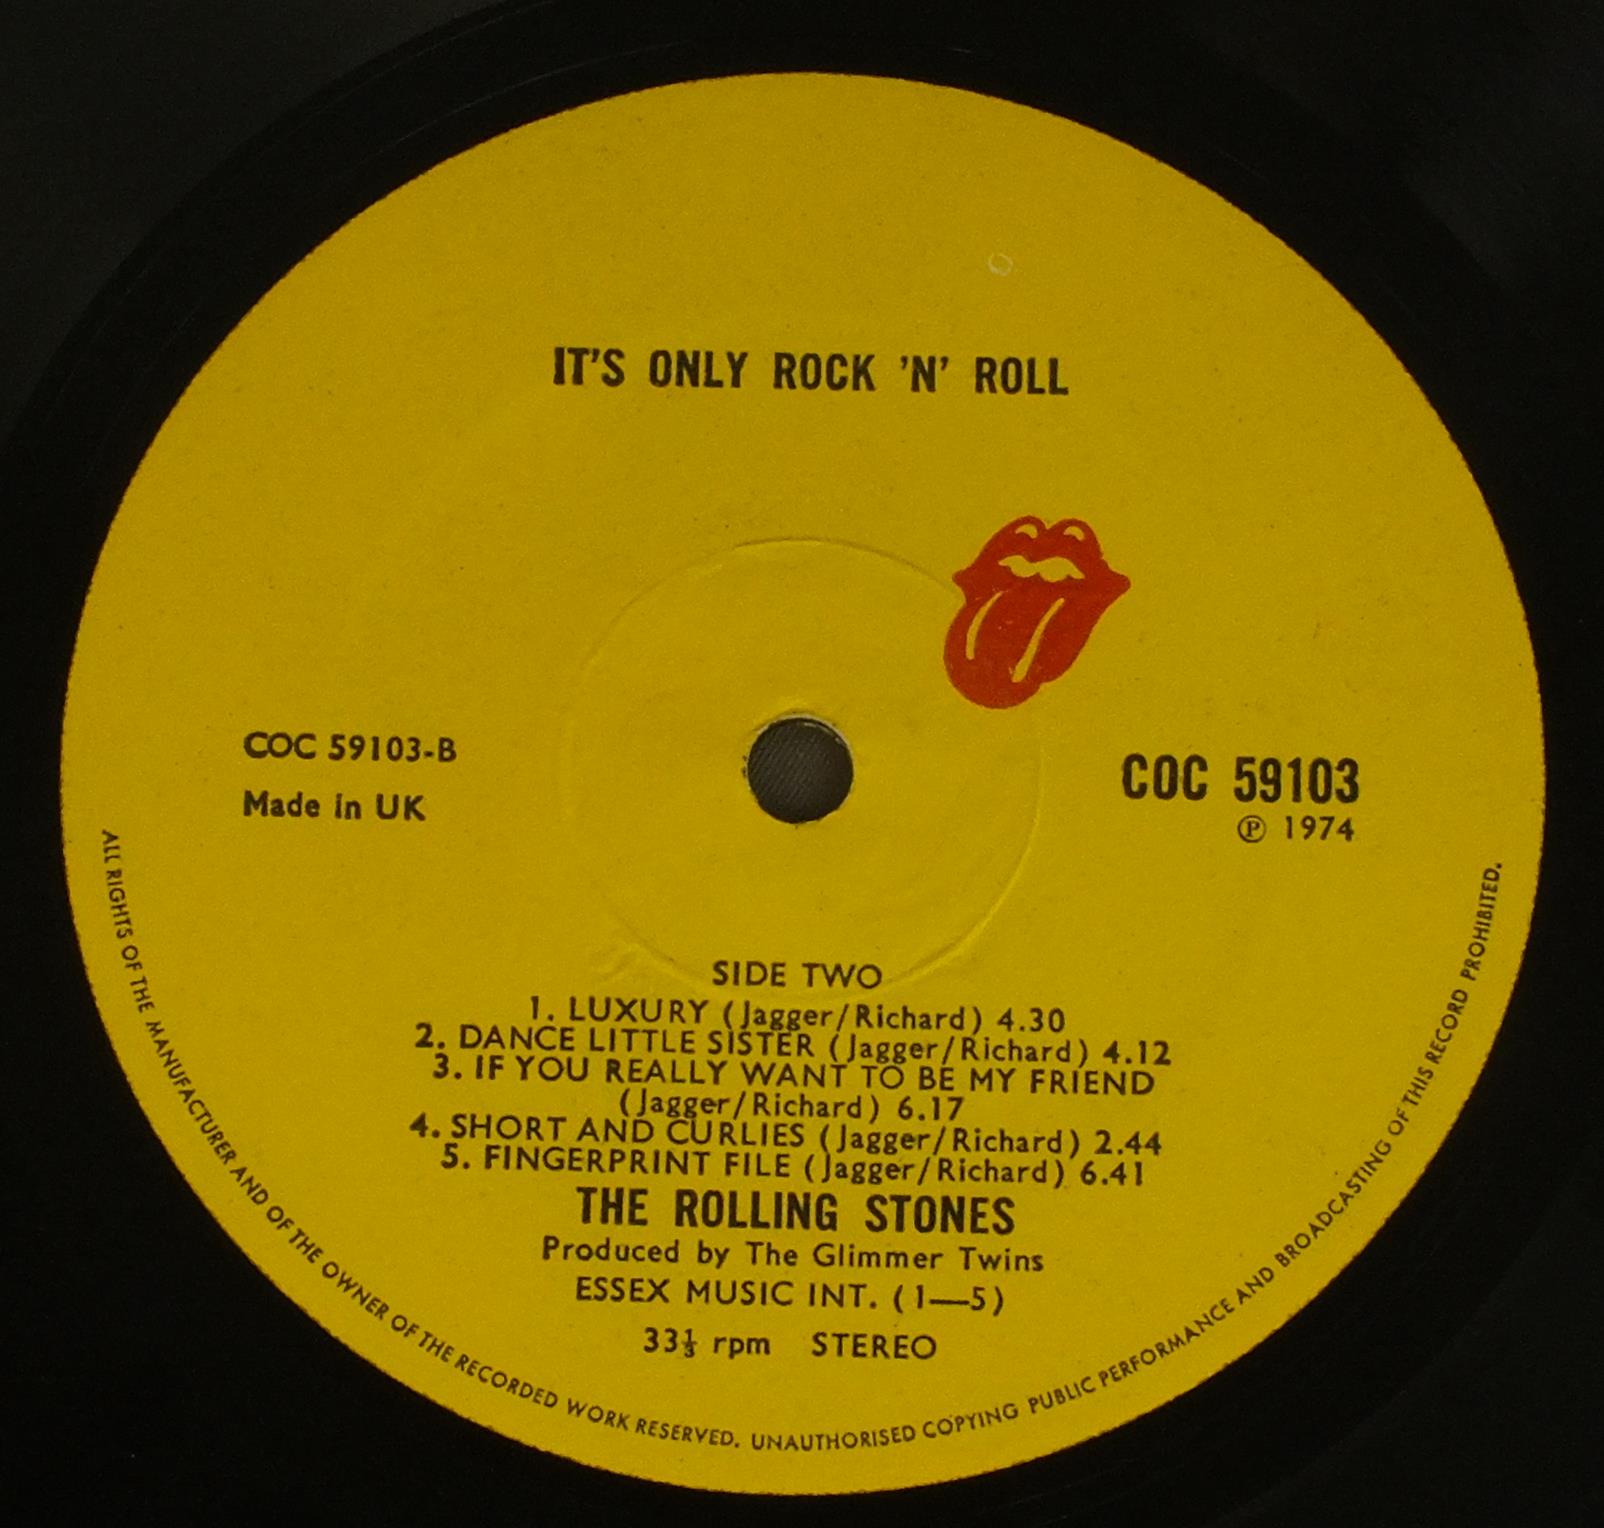 IT'S ONLY ROCK 'N' ROLL
COC 59103-B
Made in UK
COC 59103
Ⓟ 1974
SIDE TWO
1. LUXURY (Jagger/Richard) 4.30
2. DANCE LITTLE SISTER (Jagger/Richard) 4.12
3. IF YOU REALLY WANT TO BE MY FRIEND
(Jagger/Richard) 6.17
4. SHORT AND CURLIES (Jagger/Richard) 2.44
5. FINGERPRINT FILE (Jagger/Richard) 6.41
THE ROLLING STONES
Produced by The Glimmer Twins
ESSEX MUSIC INT. (1—5)
33⅓ rpm STEREO
ALL RIGHTS OF THE MANUFACTURER AND OF THE OWNER OF THE RECORDED WORK RESERVED. UNAUTHORISED COPYING PUBLIC PERFORMANCE AND BROADCASTING OF THIS RECORD PROHIBITED.